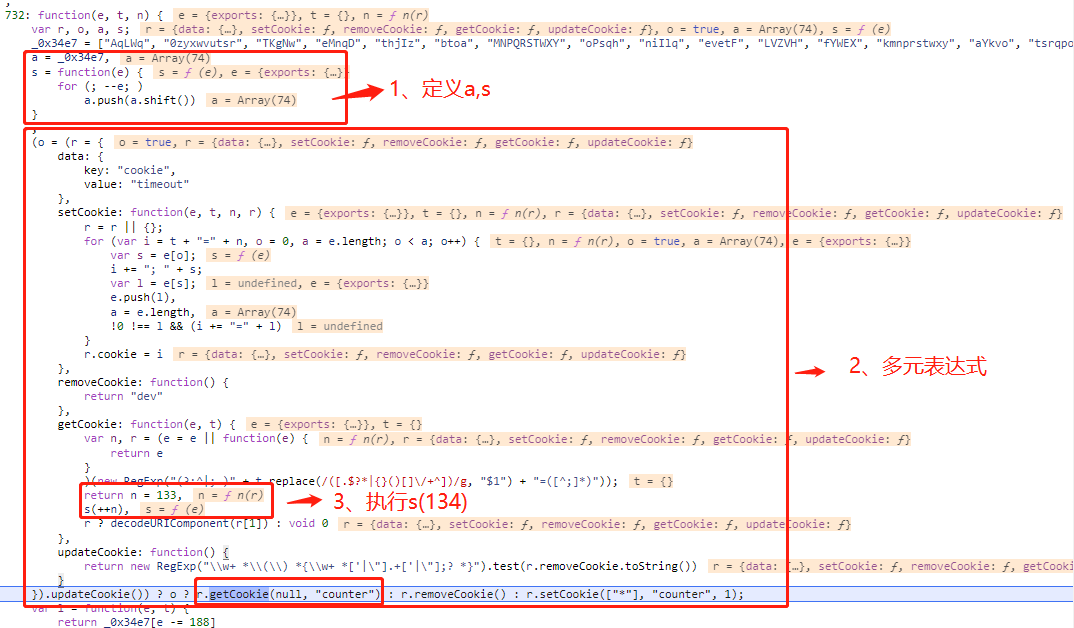 732: function(e, t, n) { e = {exports: {…}}, t = {}, n = ƒ n(r)
var r, o, a, s; r = {data: {…}, setCookie: ƒ, removeCookie: ƒ, getCookie: ƒ, updateCookie: ƒ}, o = true, a = Array(74), s = ƒ (e)
_0x34e7 = ["AqLWq", "0zyxwvutsr", "TKgNw", "eMnqD", "thjIz", "btoa", "MNPQRSTWXY", "oPsqh", "niIlq", "evetF", "LVZVH", "fYWEX", "kmnprstwxy", "aYkvo", "tsrqpo
a = _0x34e7, a = Array(74)
s = function(e) { s = ƒ (e), e = {exports: {…}
for (; --e; )
a.push(a.shift()) a = Array(74)
}
1、定义a,s
(o = (r = { o = true, r = {data: {…}, setCookie: ƒ, removeCookie: ƒ, getCookie: ƒ, updateCookie: ƒ}
data: {
key: "cookie",
value: "timeout"
},
setCookie: function(e, t, n, r) { e = {exports: {…}}, t = {}, n = ƒ n(r), r = {data: {…}, setCookie: ƒ, removeCookie: ƒ, getCookie: ƒ, updateCookie: ƒ}
r = r || {};
for (var i = t + "=" + n, o = 0, a = e.length; o < a; o++) { t = {}, n = ƒ n(r), o = true, a = Array(74), e = {exports: {…}}
var s = e[o]; s = ƒ (e)
i += "; " + s;
var l = e[s]; l = undefined, e = {exports: {…}}
e.push(l),
a = e.length, a = Array(74)
!0 !== l && (i += "=" + l) l = undefined
}
r.cookie = i r = {data: {…}, setCookie: ƒ, removeCookie: ƒ, getCookie: ƒ, updateCookie: ƒ}
},
2、多元表达式
removeCookie: function() {
return "dev"
},
getCookie: function(e, t) { e = {exports: {…}}, t = {}
var n, r = (e = e || function(e) { n = ƒ n(r), r = {data: {…}, setCookie: ƒ, removeCookie: ƒ, getCookie: ƒ, updateCookie: ƒ}
return e
}
)(new RegExp("(?:^|; )" + t.replace(/([.$?*|{}()[]\/+^])/g, "$1") + "=([^;]*)")); t = {}
return n = 133, n = ƒ n(r)
s(++n), s = ƒ (e)
3、执行s(134)
r ? decodeURIComponent(r[1]) : void 0 r = {data: {…}, setCookie: ƒ, removeCookie: ƒ, getCookie: ƒ, updateCookie: ƒ}
},
updateCookie: function() {
return new RegExp("\\w+ *\\(\\) *{\\w+ *['|\"].+['|\"];? *}").test(r.removeCookie.toString()) r = {data: {…}, setCookie: ƒ, removeCookie: ƒ, getCooki
}
}).updateCookie()) ? o ? r.getCookie(null, "counter") : r.removeCookie() : r.setCookie(["*"], "counter", 1);
var l = function(e, t) {
return _0x34e7[e -= 188]